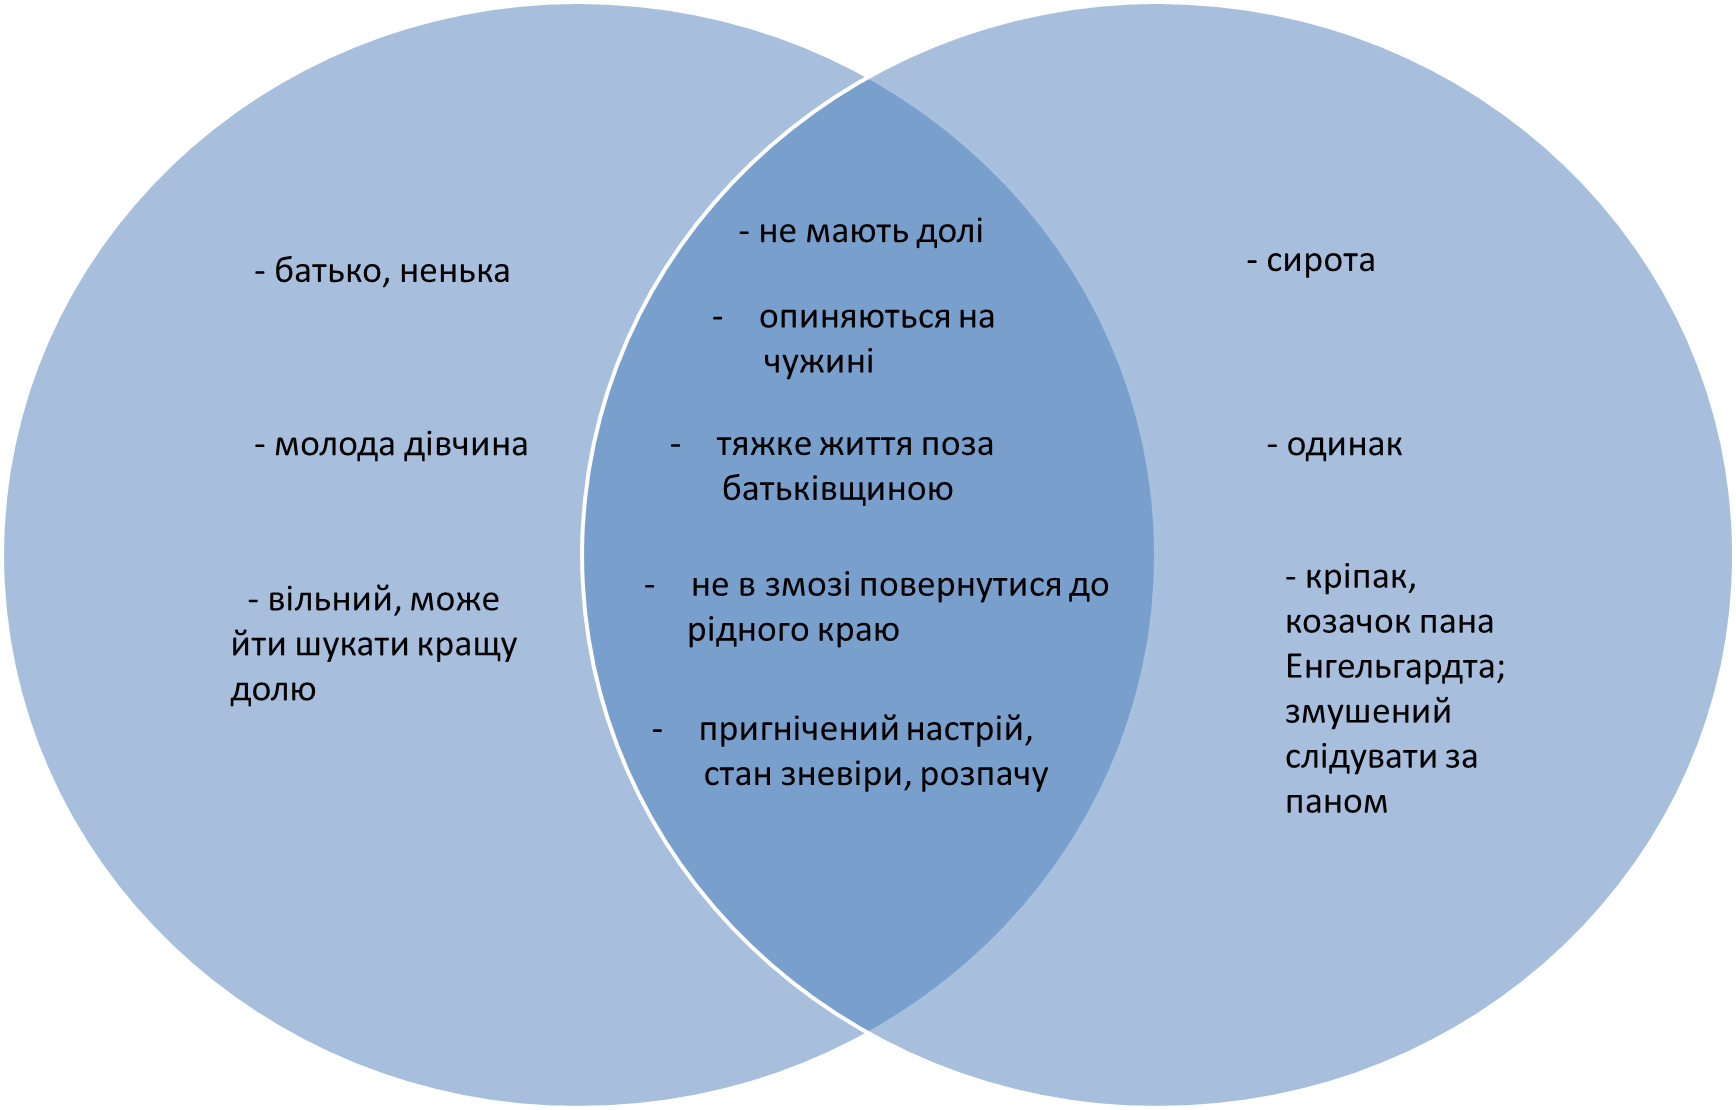 - батько, ненька
- молода дівчина
- вільний, може
йти шукати кращу
долю
- не мають долі
- опиняються на
чужині
- тяжке життя поза
батьківщиною
- не в змозі повернутися до
рідного краю
- пригнічений настрій,
стан зневіри, розпачу
- сирота
- одинак
- кріпак,
козачок пана
Енгельгардта;
змушений
слідувати за
паном